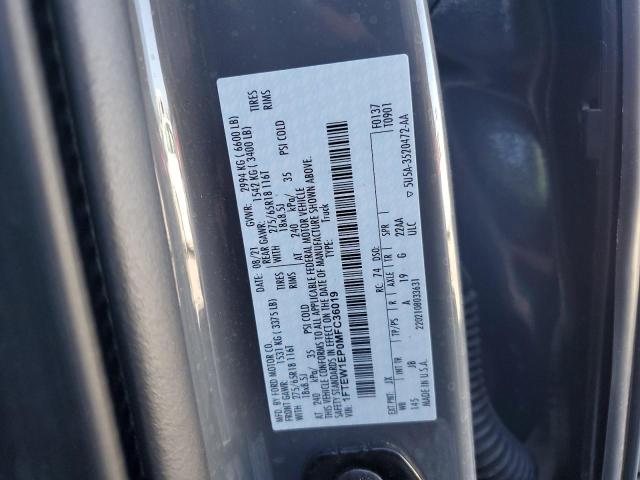 MFD. BY FORD MOTOR CO.
DATE: 08/21 GVWR: 2994 KG ( 6600 LB)
FRONT GAWR: 1531 KG ( 3375 LB) REAR GAWR: 1542 KG ( 3400 LB)
WITH 275/65R18 116T TIRES WITH 275/65R18 116T TIRES
18x8.5J RIMS 18x8.5J RIMS
AT 240 kPa/ 35 PSI COLD AT 240 kPa/ 35 PSI COLD
THIS VEHICLE CONFORMS TO ALL APPLICABLE FEDERAL MOTOR VEHICLE
SAFETY STANDARDS IN EFFECT ON THE DATE OF MANUFACTURE SHOWN ABOVE.
VIN: 1FTEW1EP0MFC36019 TYPE: Truck
F0137
T0901
EXT PNT: JX RC: 74 DSO:
WB INT TR TP/PS R AXLE TR SPR
145 JB A 19 G 22AA
MADE IN U.S.A. 2202108033631 ULC
▽ 5U5A-3520472-AA